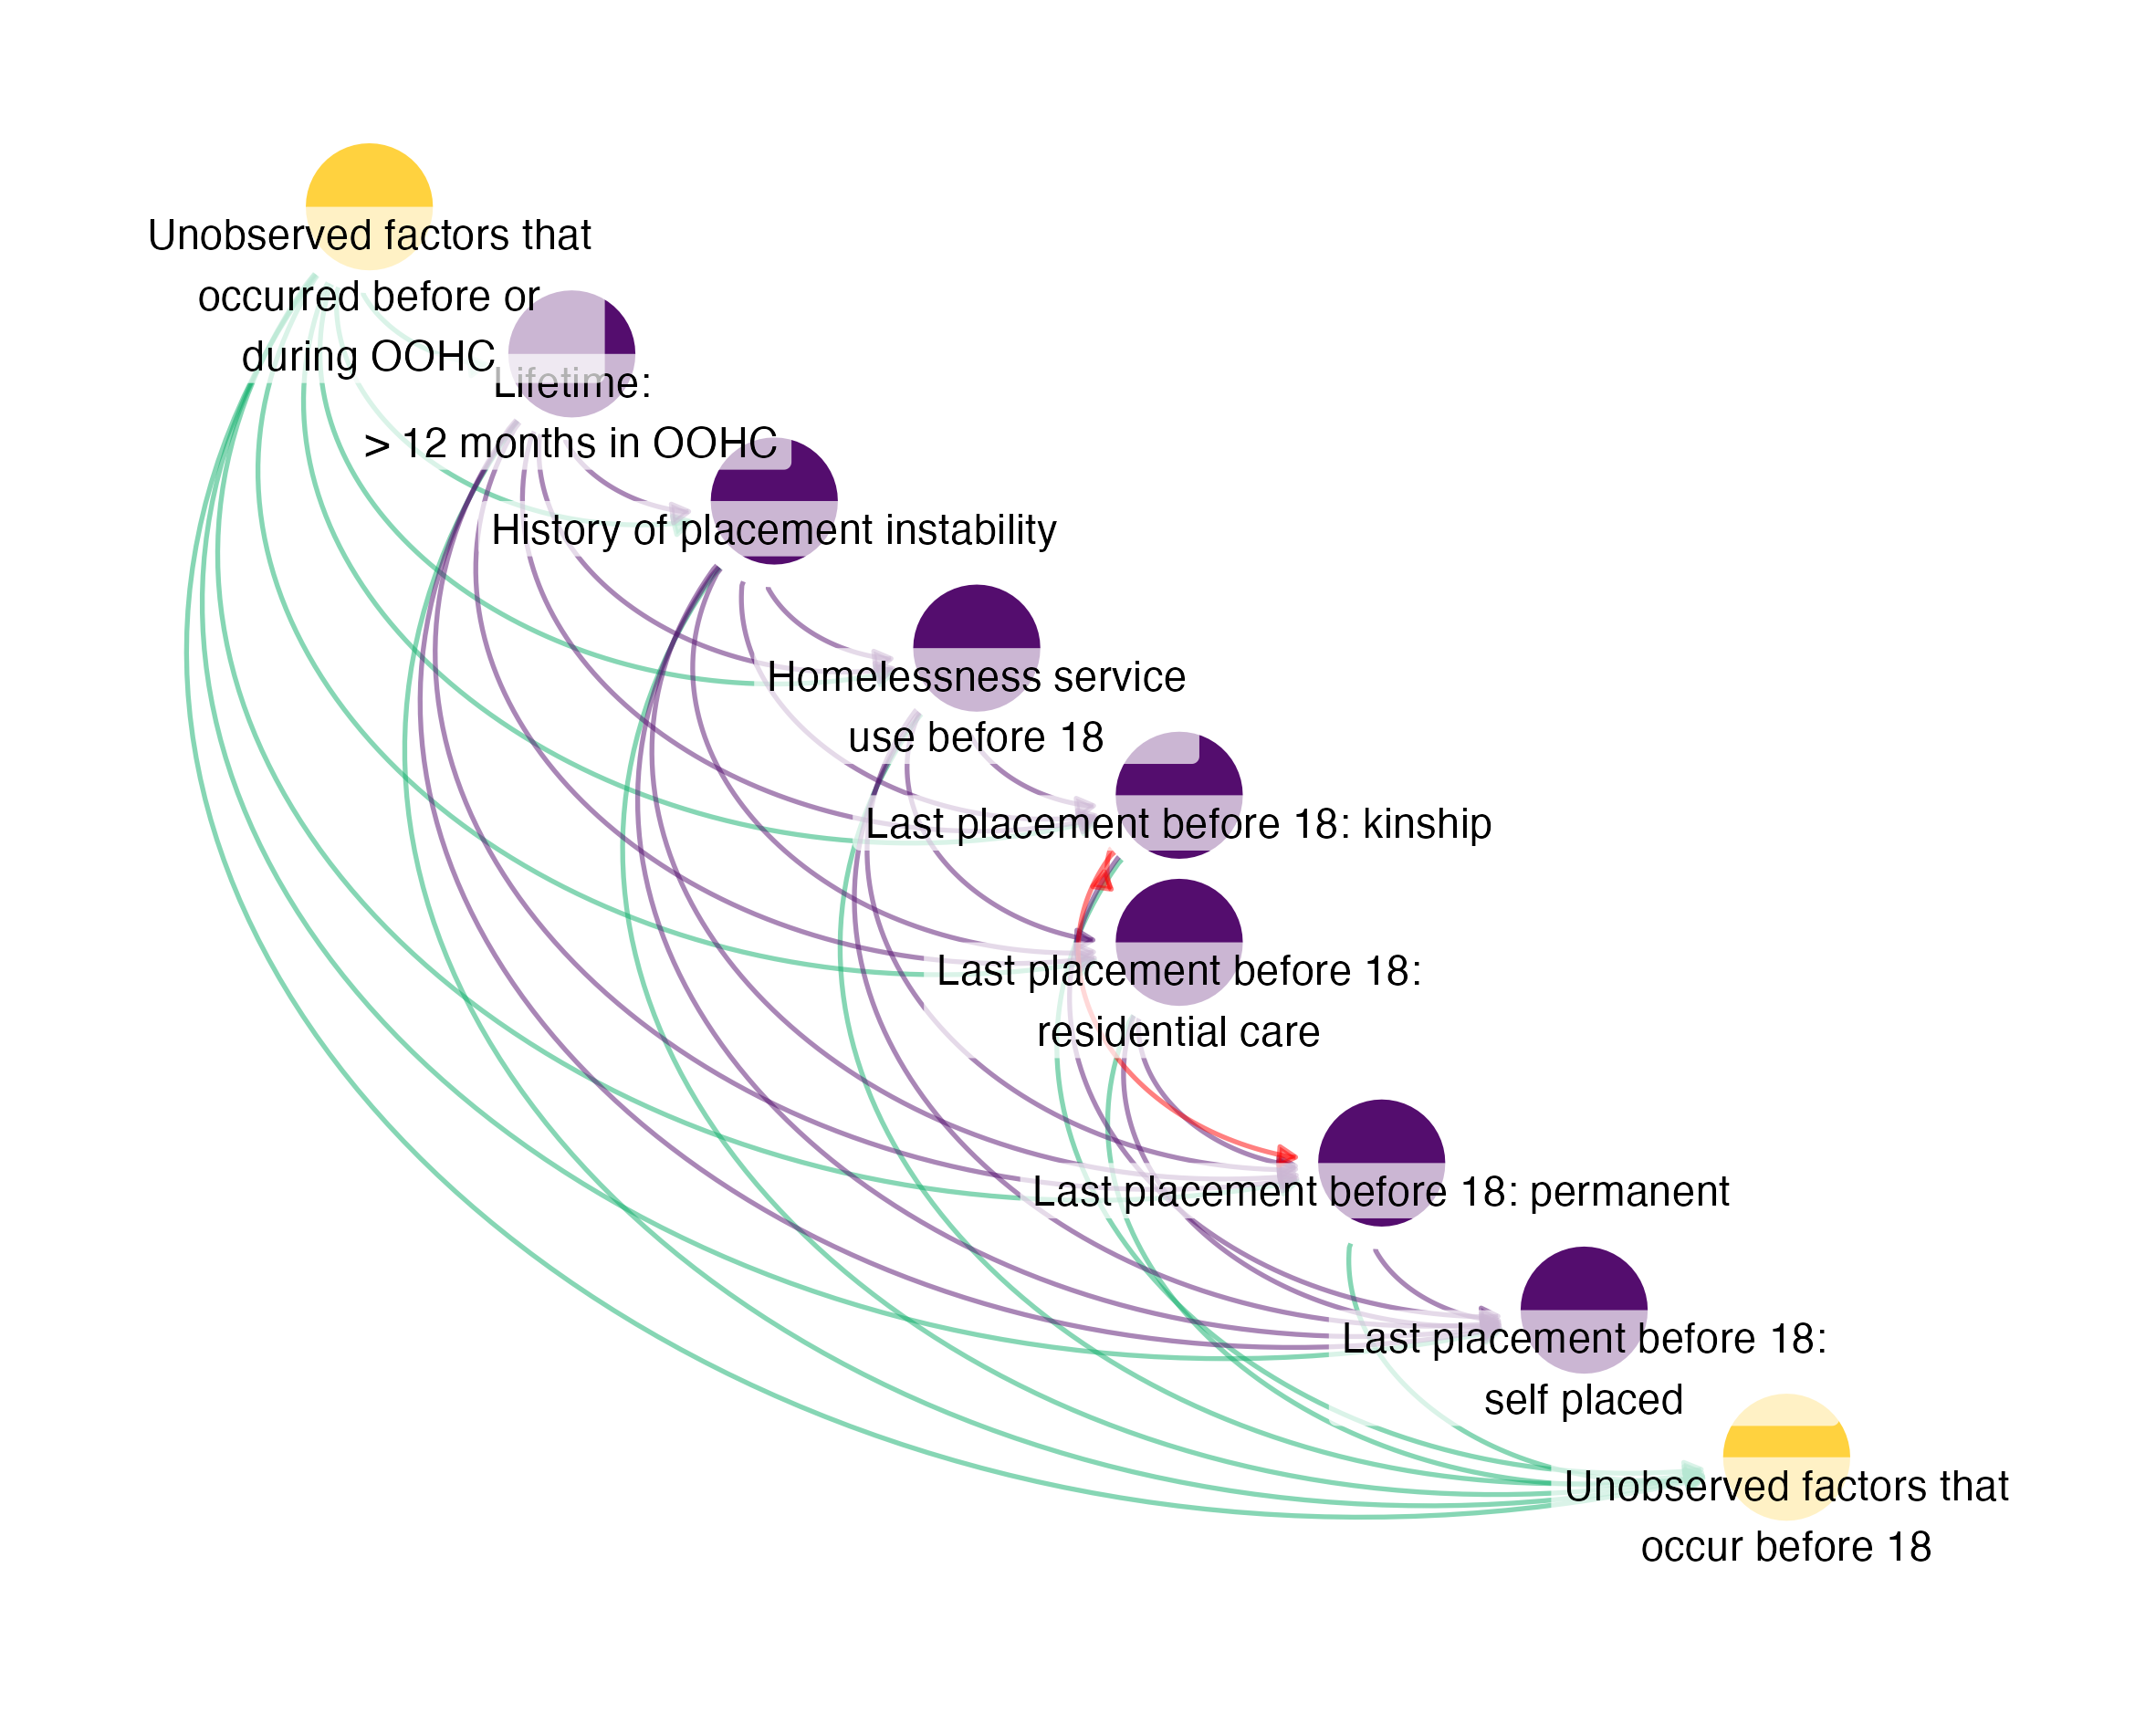 Unobserved factors that
occurred before or
during OOHC
Lifetime:
> 12 months in OOHC
History of placement instability
Homelessness service
use before 18
Last placement before 18: kinship
Last placement before 18:
residential care
Last placement before 18: permanent
Last placement before 18:
self placed
Unobserved factors that
occur before 18